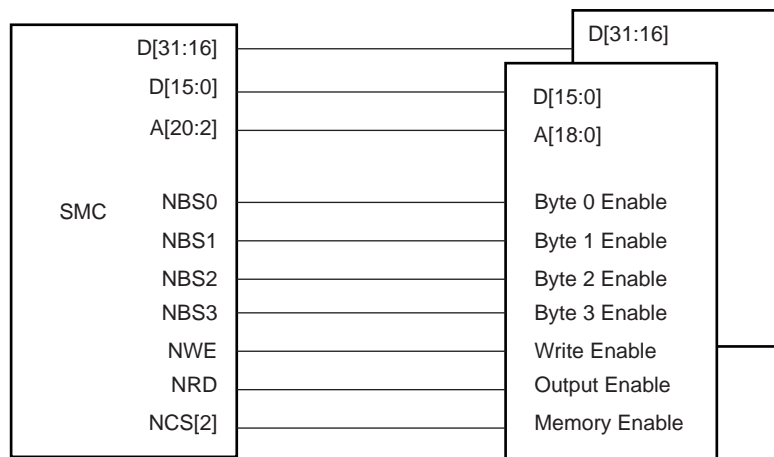 D[31:16] D[31:16]
D[15:0] D[15:0]
A[20:2] A[18:0]
SMC NBS0 Byte 0 Enable
NBS1 Byte 1 Enable
NBS2 Byte 2 Enable
NBS3 Byte 3 Enable
NWE Write Enable
NRD Output Enable
NCS[2] Memory Enable